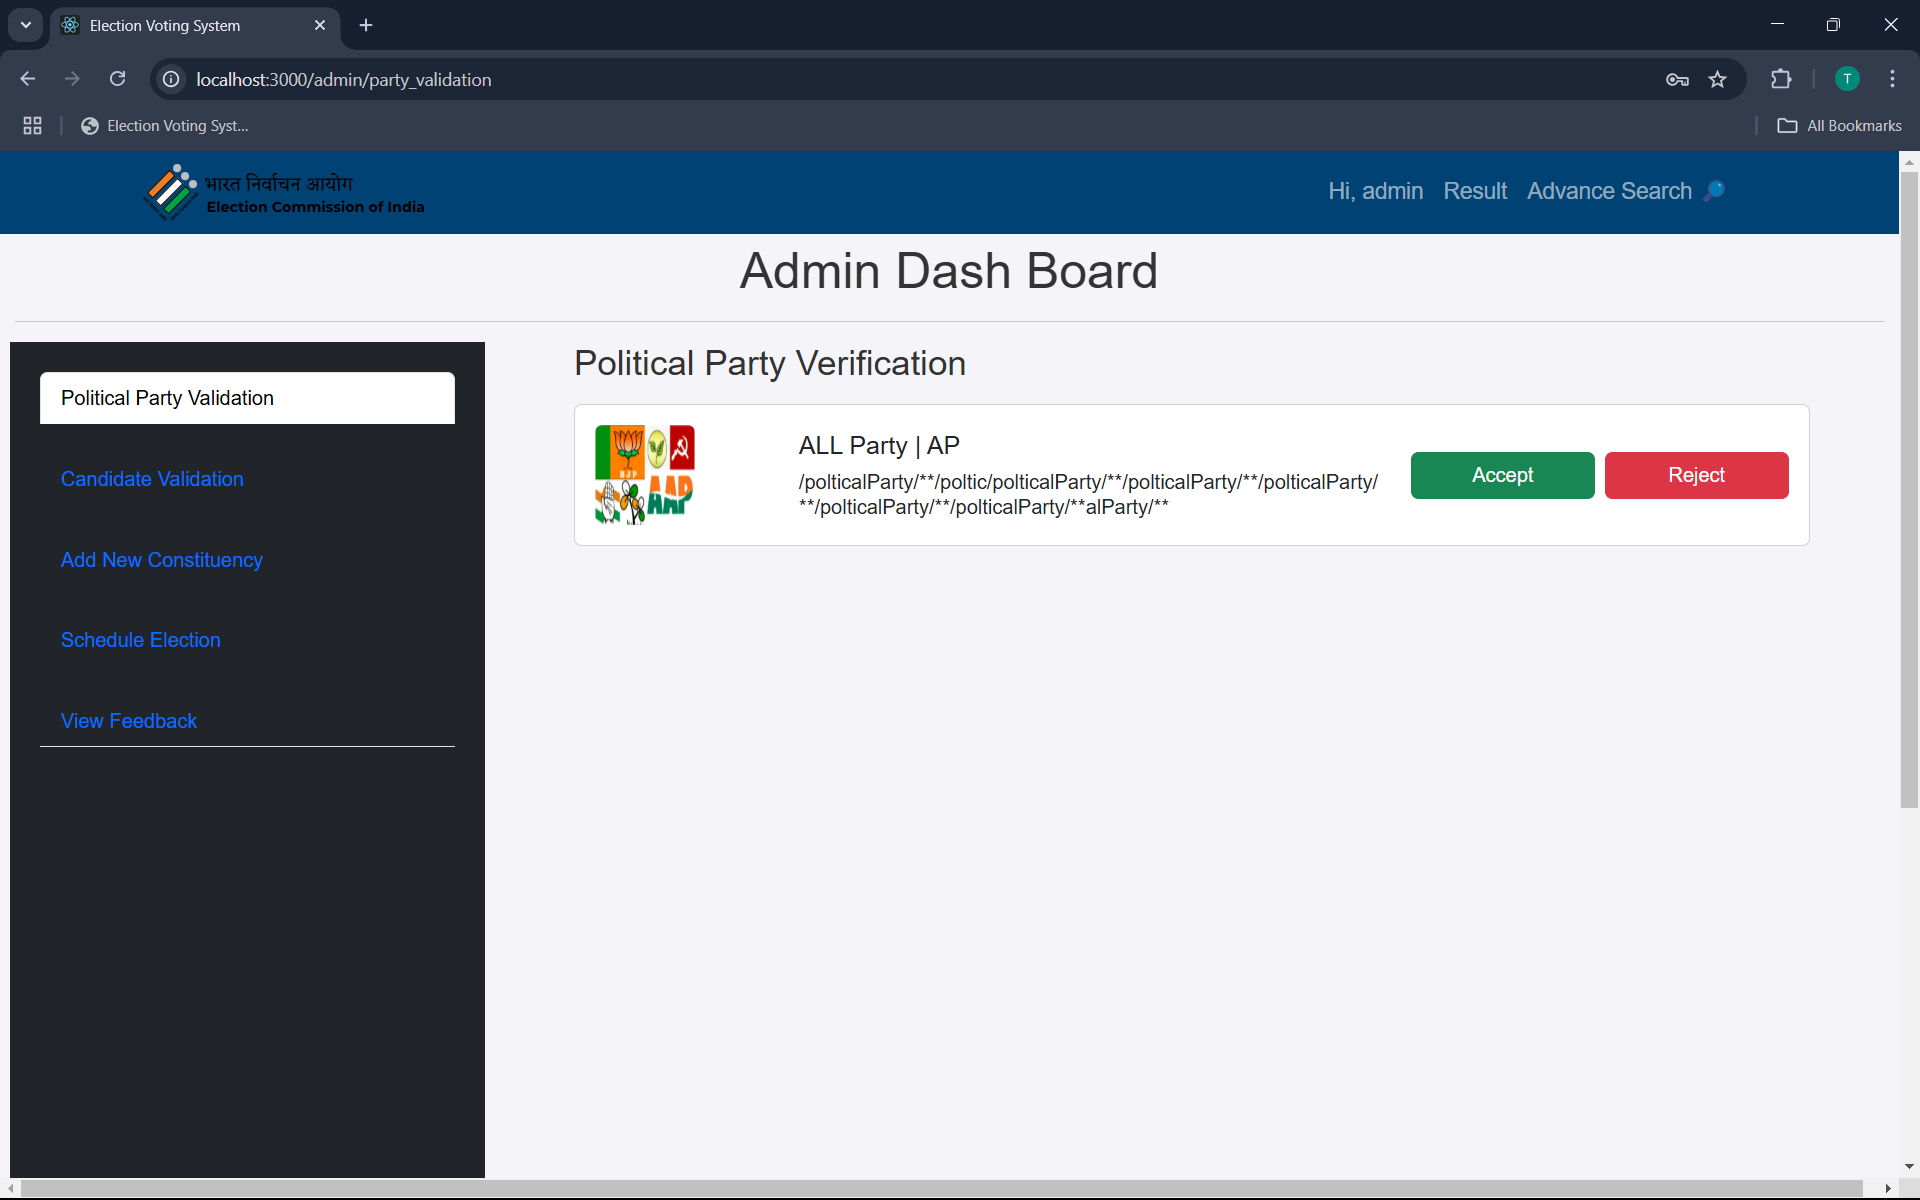 Election Voting System
localhost:3000/admin/party_validation
T
Election Voting Syst...
All Bookmarks
भारत निर्वाचन आयोग
Election Commission of India
Hi, admin
Result
Advance Search
Admin Dash Board
Political Party Validation
Candidate Validation
Add New Constituency
Schedule Election
View Feedback
Political Party Verification
BJP
AAP
ALL Party | AP
/polticalParty/**/poltic/polticalParty/**/polticalParty/**/polticalParty/
**/polticalParty/**/polticalParty/**alParty/**
Accept
Reject